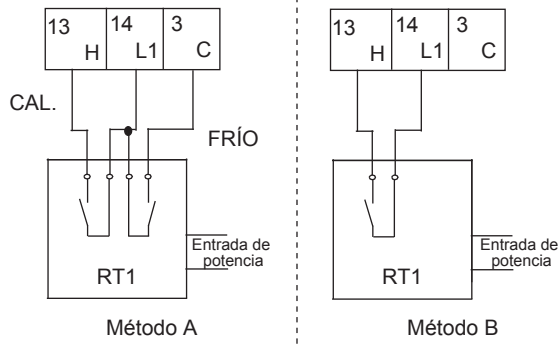 13 14 3
H L1 C
CAL.
FRÍO
Entrada de
potencia
RT1
Método A
13 14 3
H L1 C
Entrada de
potencia
RT1
Método B